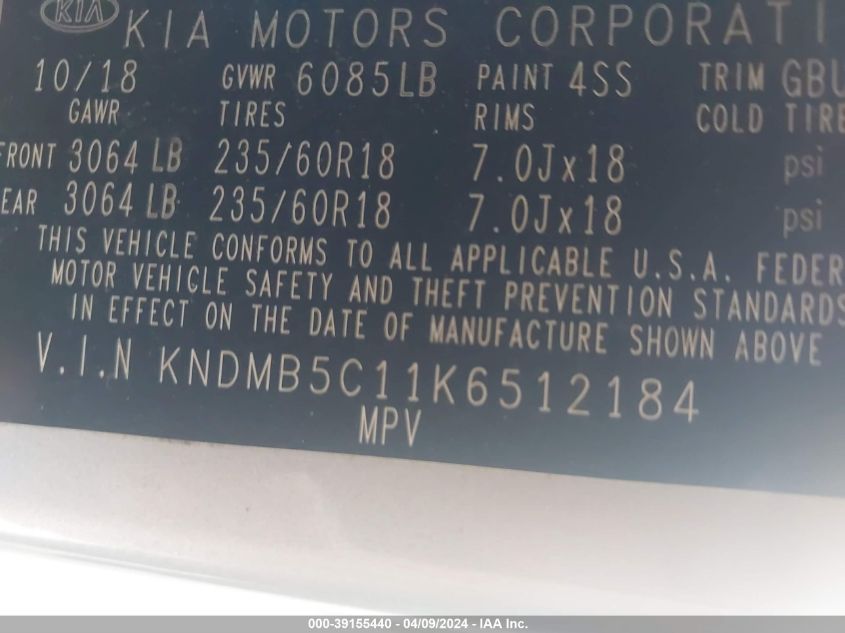 KIA KIA MOTORS CORPORATI
10/18 GVWR 6085LB PAINT 4SS TRIM GBU
GAWR TIRES RIMS COLD TIRE
FRONT 3064 LB 235/60R18 7.0Jx18 psi
EAR 3064 LB 235/60R18 7.0Jx18 psi
THIS VEHICLE CONFORMS TO ALL APPLICABLE U.S.A. FEDER
MOTOR VEHICLE SAFETY AND THEFT PREVENTION STANDARDS
IN EFFECT ON THE DATE OF MANUFACTURE SHOWN ABOVE
V.I.N KNDMB5C11K6512184
MPV
000-39155440 - 04/09/2024 - IAA Inc.